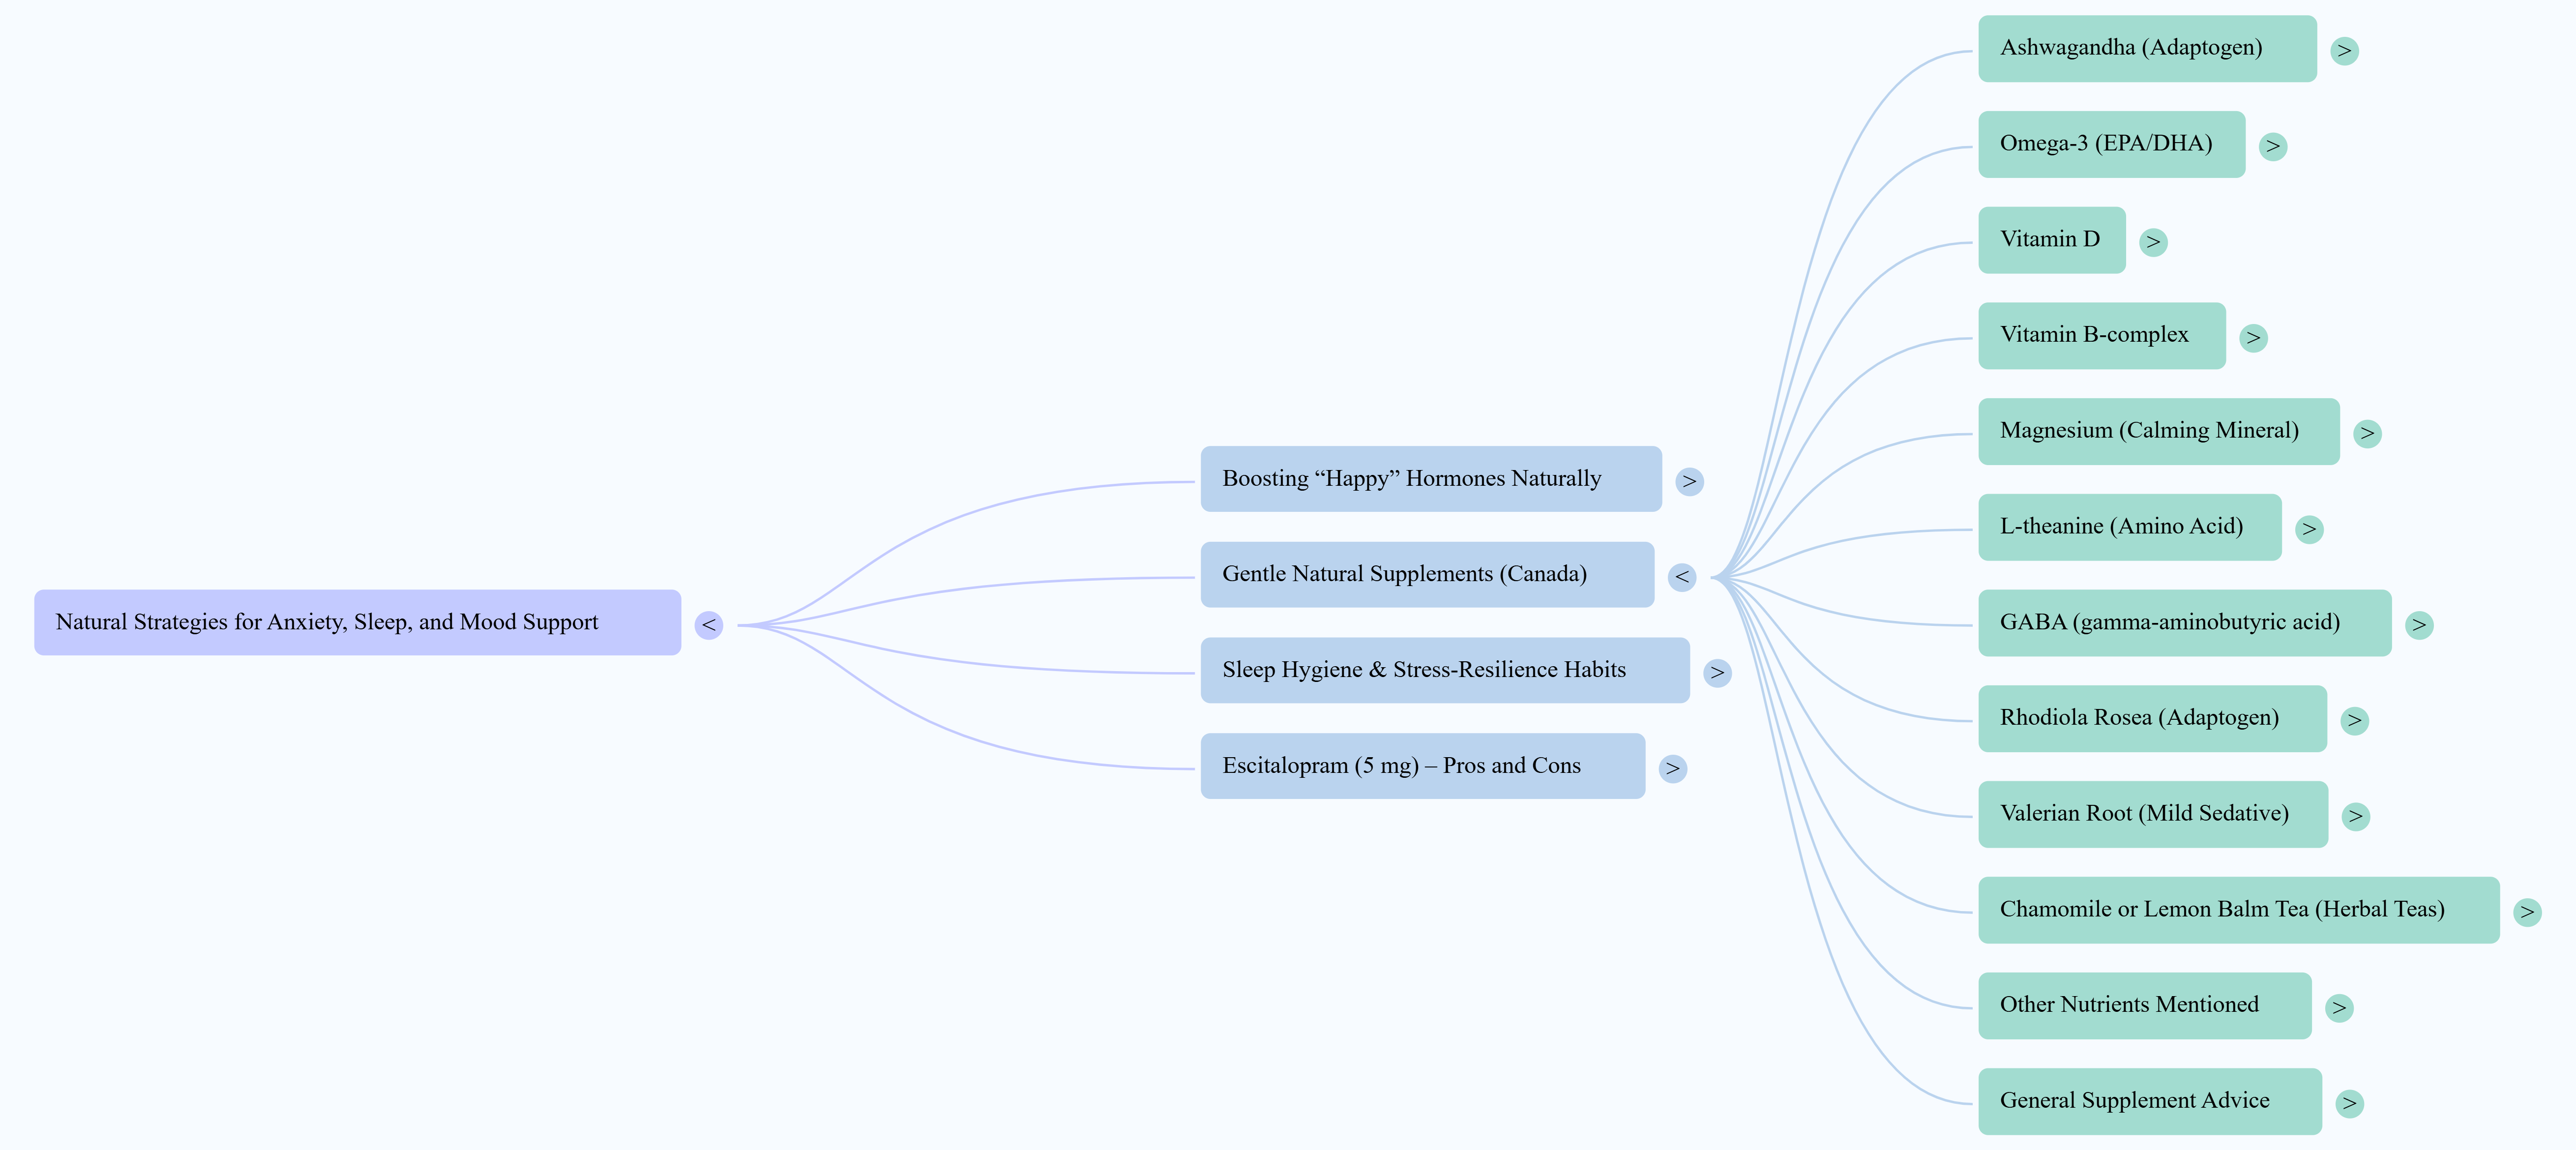 Natural Strategies for Anxiety, Sleep, and Mood Support <
Boosting “Happy” Hormones Naturally >
Gentle Natural Supplements (Canada) <
Sleep Hygiene & Stress-Resilience Habits >
Escitalopram (5 mg) – Pros and Cons >
Ashwagandha (Adaptogen) >
Omega-3 (EPA/DHA) >
Vitamin D >
Vitamin B-complex >
Magnesium (Calming Mineral) >
L-theanine (Amino Acid) >
GABA (gamma-aminobutyric acid) >
Rhodiola Rosea (Adaptogen) >
Valerian Root (Mild Sedative) >
Chamomile or Lemon Balm Tea (Herbal Teas) >
Other Nutrients Mentioned >
General Supplement Advice >